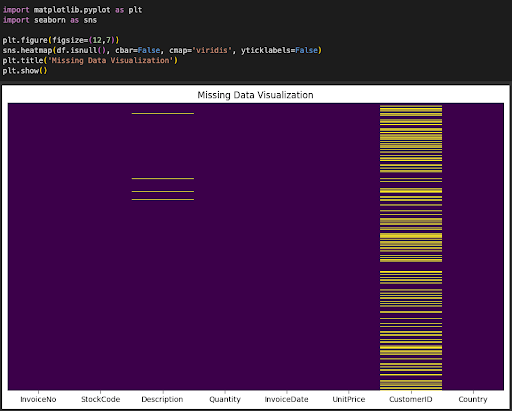 import matplotlib.pyplot as plt
import seaborn as sns
plt.figure(figsize=(12,7))
sns.heatmap(df.isnull(), cbar=False, cmap='viridis', yticklabels=False)
plt.title('Missing Data Visualization')
plt.show()
Missing Data Visualization
InvoiceNo StockCode Description Quantity InvoiceDate UnitPrice CustomerID Country